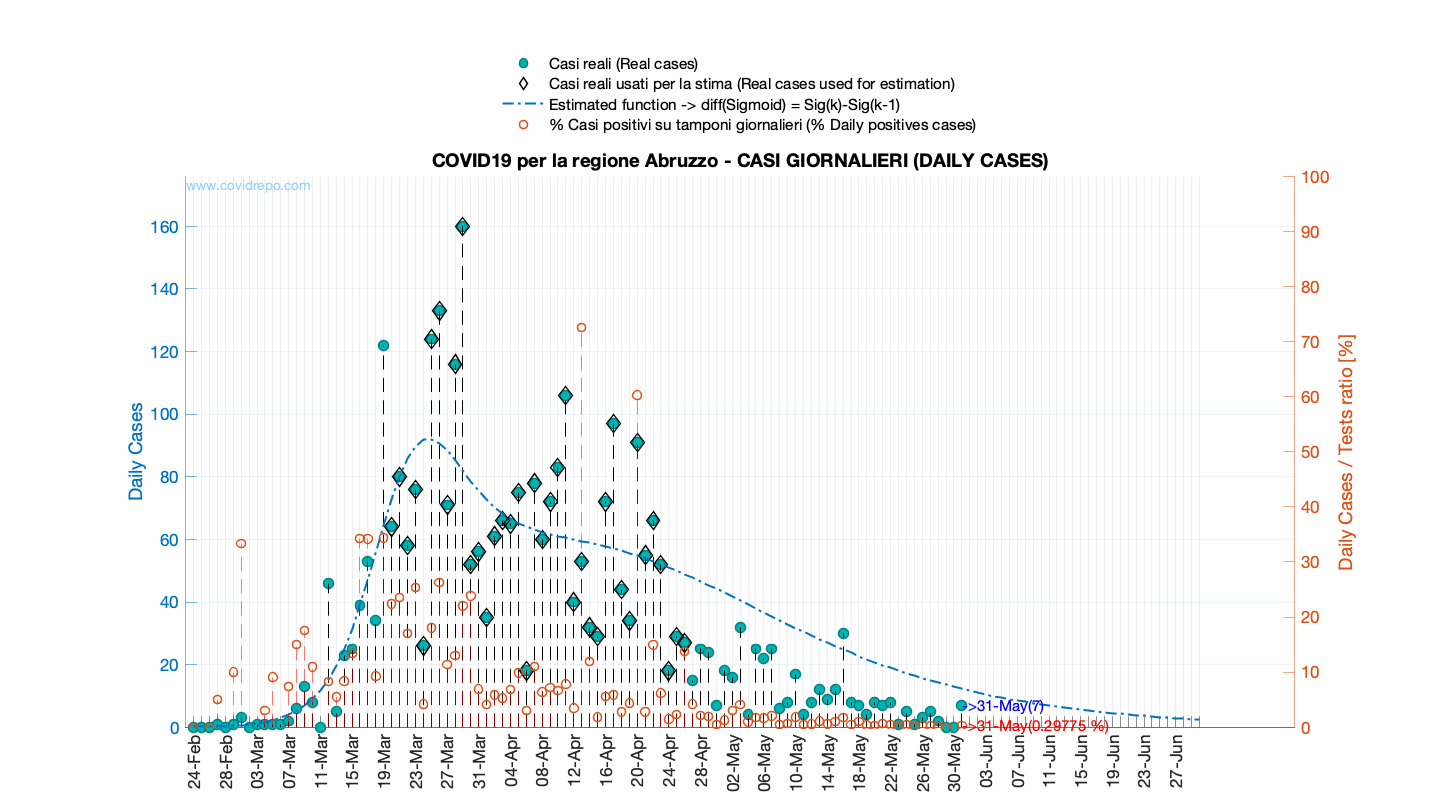 Casi reali (Real cases)
Casi reali usati per la stima (Real cases used for estimation)
Estimated function -> diff(Sigmoid) = Sig(k)-Sig(k-1)
% Casi positivi su tamponi giornalieri (% Daily positives cases)
COVID19 per la regione Abruzzo - CASI GIORNALIERI (DAILY CASES)
www.covidrepo.com
Daily Cases
160
140
120
100
80
60
40
20
0
100
90
80
70
60
50
40
30
20
10
0
Daily Cases / Tests ratio [%]
->31-May(7)
->31-May(0.29775 %)
24-Feb
28-Feb
03-Mar
07-Mar
11-Mar
15-Mar
19-Mar
23-Mar
27-Mar
31-Mar
04-Apr
08-Apr
12-Apr
16-Apr
20-Apr
24-Apr
28-Apr
02-May
06-May
10-May
14-May
18-May
22-May
26-May
30-May
03-Jun
07-Jun
11-Jun
15-Jun
19-Jun
23-Jun
27-Jun